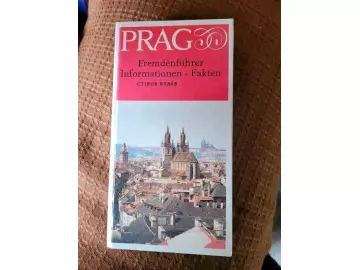 PRAG
Fremdenführer
Informationen - Fakten
CTIBOR RYBÁR